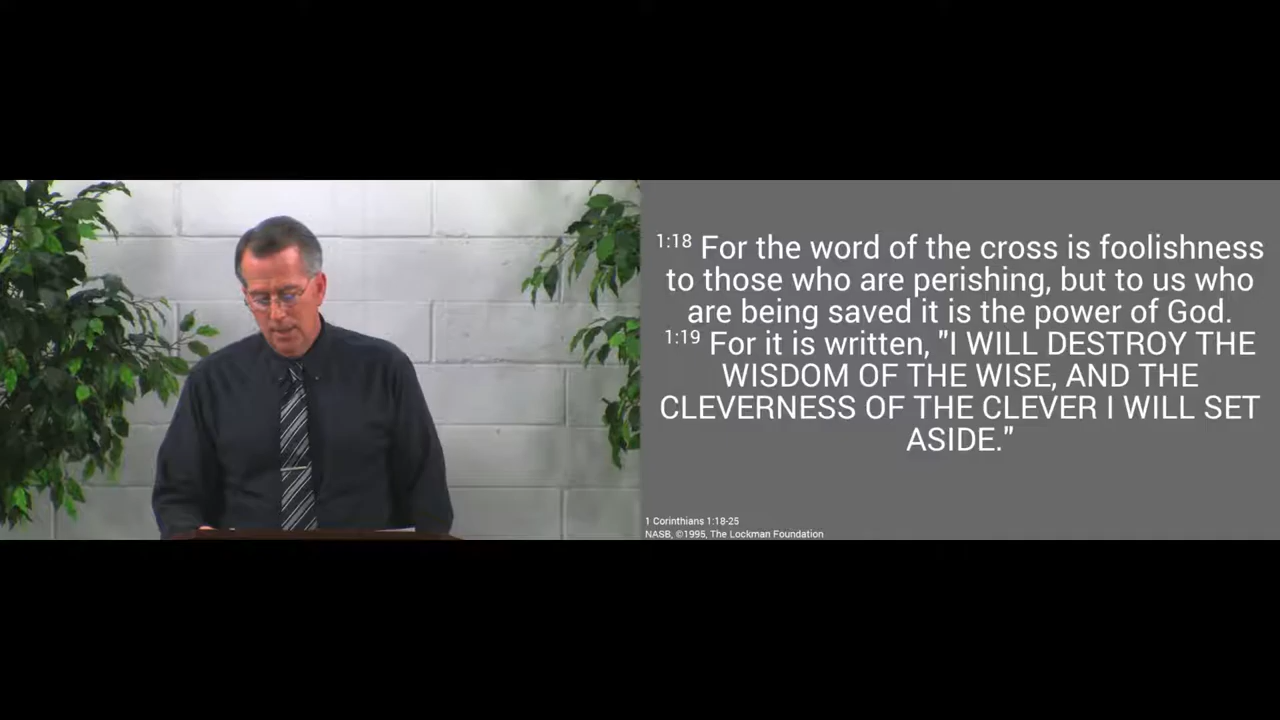 1:18 For the word of the cross is foolishness
to those who are perishing, but to us who
are being saved it is the power of God.
1:19 For it is written, "I WILL DESTROY THE
WISDOM OF THE WISE, AND THE
CLEVERNESS OF THE CLEVER I WILL SET
ASIDE."
1 Corinthians 1:18-25
NASB, ©1995, The Lockman Foundation